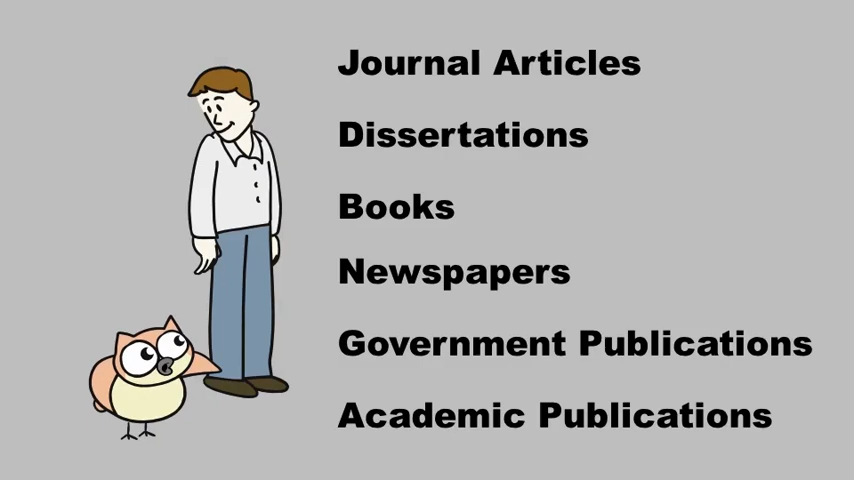 Journal Articles
Dissertations
Books
Newspapers
Government Publications
Academic Publications